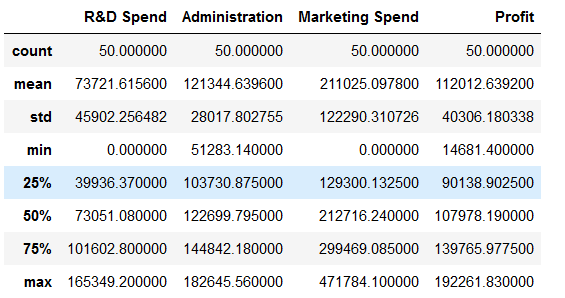 R&D Spend Administration Marketing Spend Profit
count 50.000000 50.000000 50.000000 50.000000
mean 73721.615600 121344.639600 211025.097800 112012.639200
std 45902.256482 28017.802755 122290.310726 40306.180338
min 0.000000 51283.140000 0.000000 14681.400000
25% 39936.370000 103730.875000 129300.132500 90138.902500
50% 73051.080000 122699.795000 212716.240000 107978.190000
75% 101602.800000 144842.180000 299469.085000 139765.977500
max 165349.200000 182645.560000 471784.100000 192261.830000